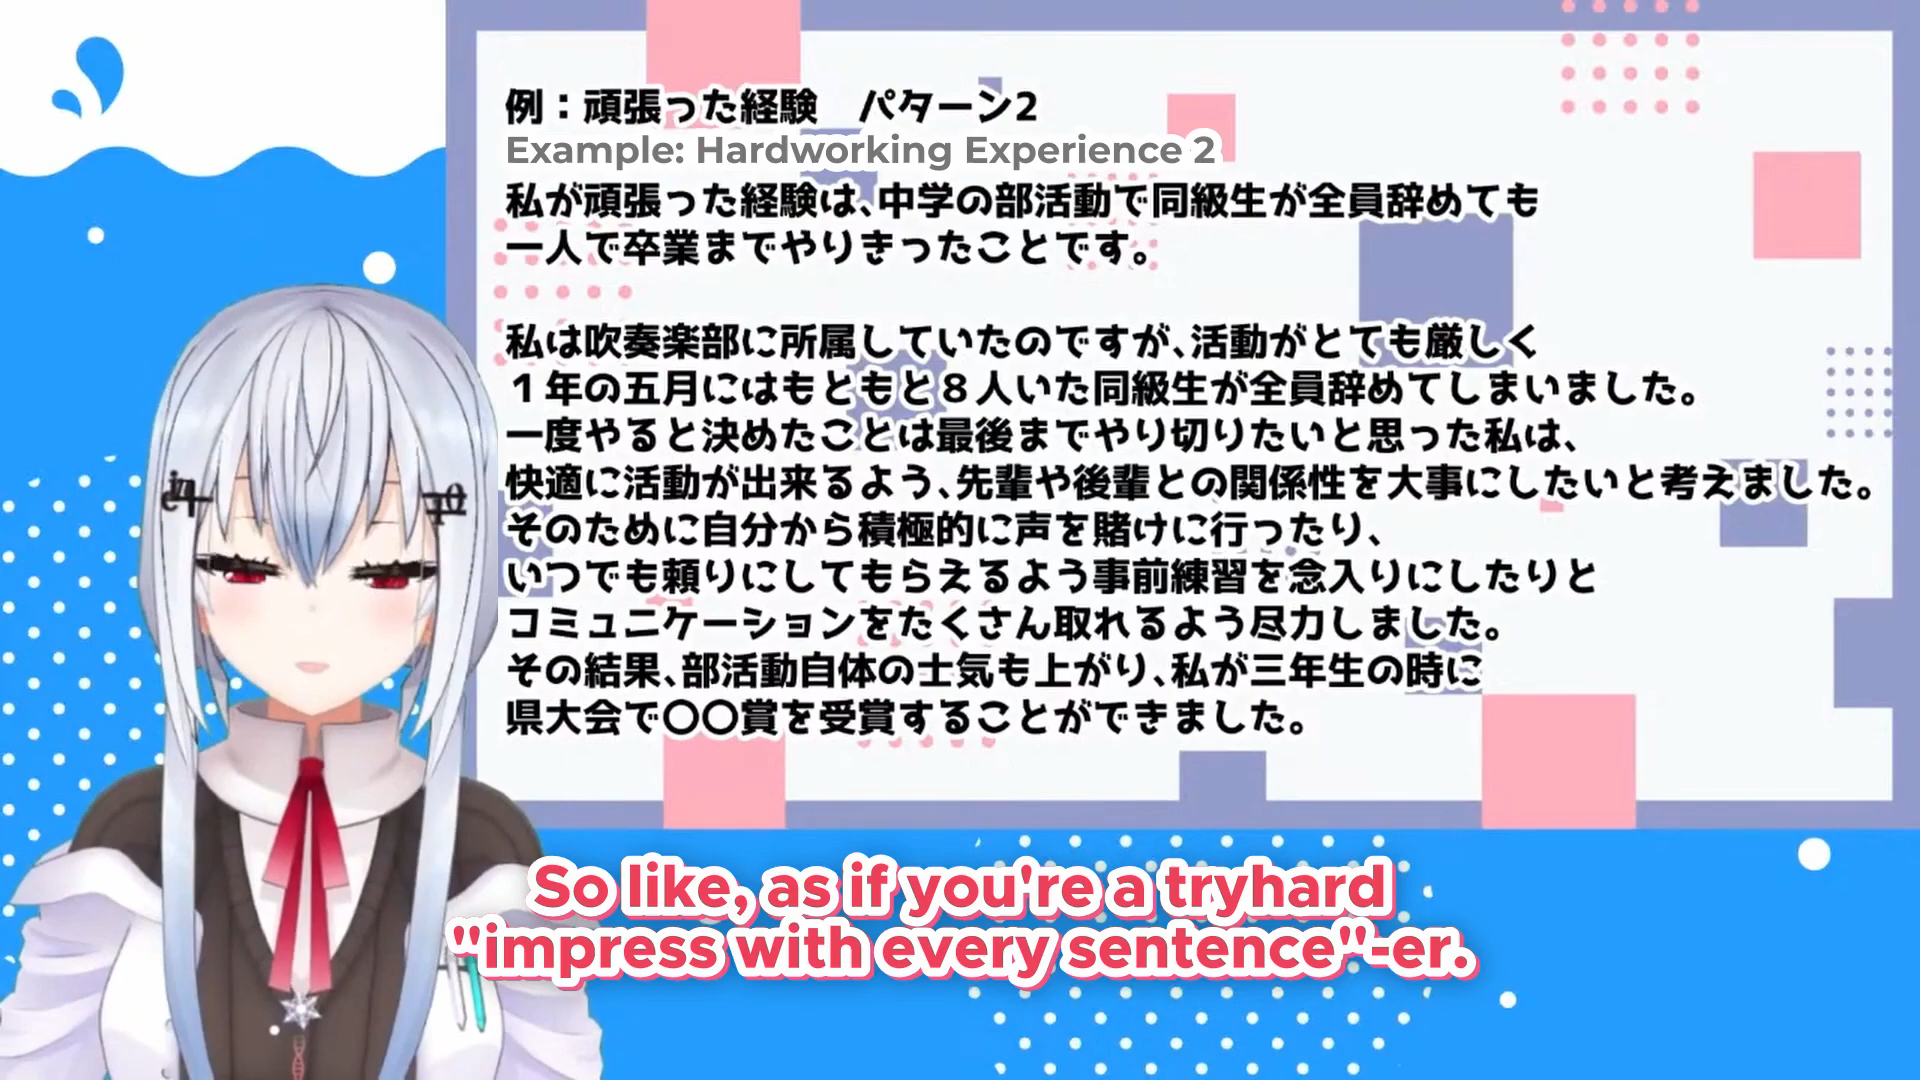 例：頑張った経験　パターン2
Example: Hardworking Experience 2
私が頑張った経験は、中学の部活動で同級生が全員辞めても
一人で卒業までやりきったことです。
私は吹奏楽部に所属していたのですが、活動がとても厳しく
１年の五月にはもともと８人いた同級生が全員辞めてしまいました。
一度やると決めたことは最後までやり切りたいと思った私は、
快適に活動が出来るよう、先輩や後輩との関係性を大事にしたいと考えました。
そのために自分から積極的に声を賭けに行ったり、
いつでも頼りにしてもらえるよう事前練習を念入りにしたりと
コミュニケーションをたくさん取れるよう尽力しました。
その結果、部活動自体の士気も上がり、私が三年生の時に
県大会で〇〇賞を受賞することができました。
So like, as if you're a tryhard
"impress with every sentence"-er.